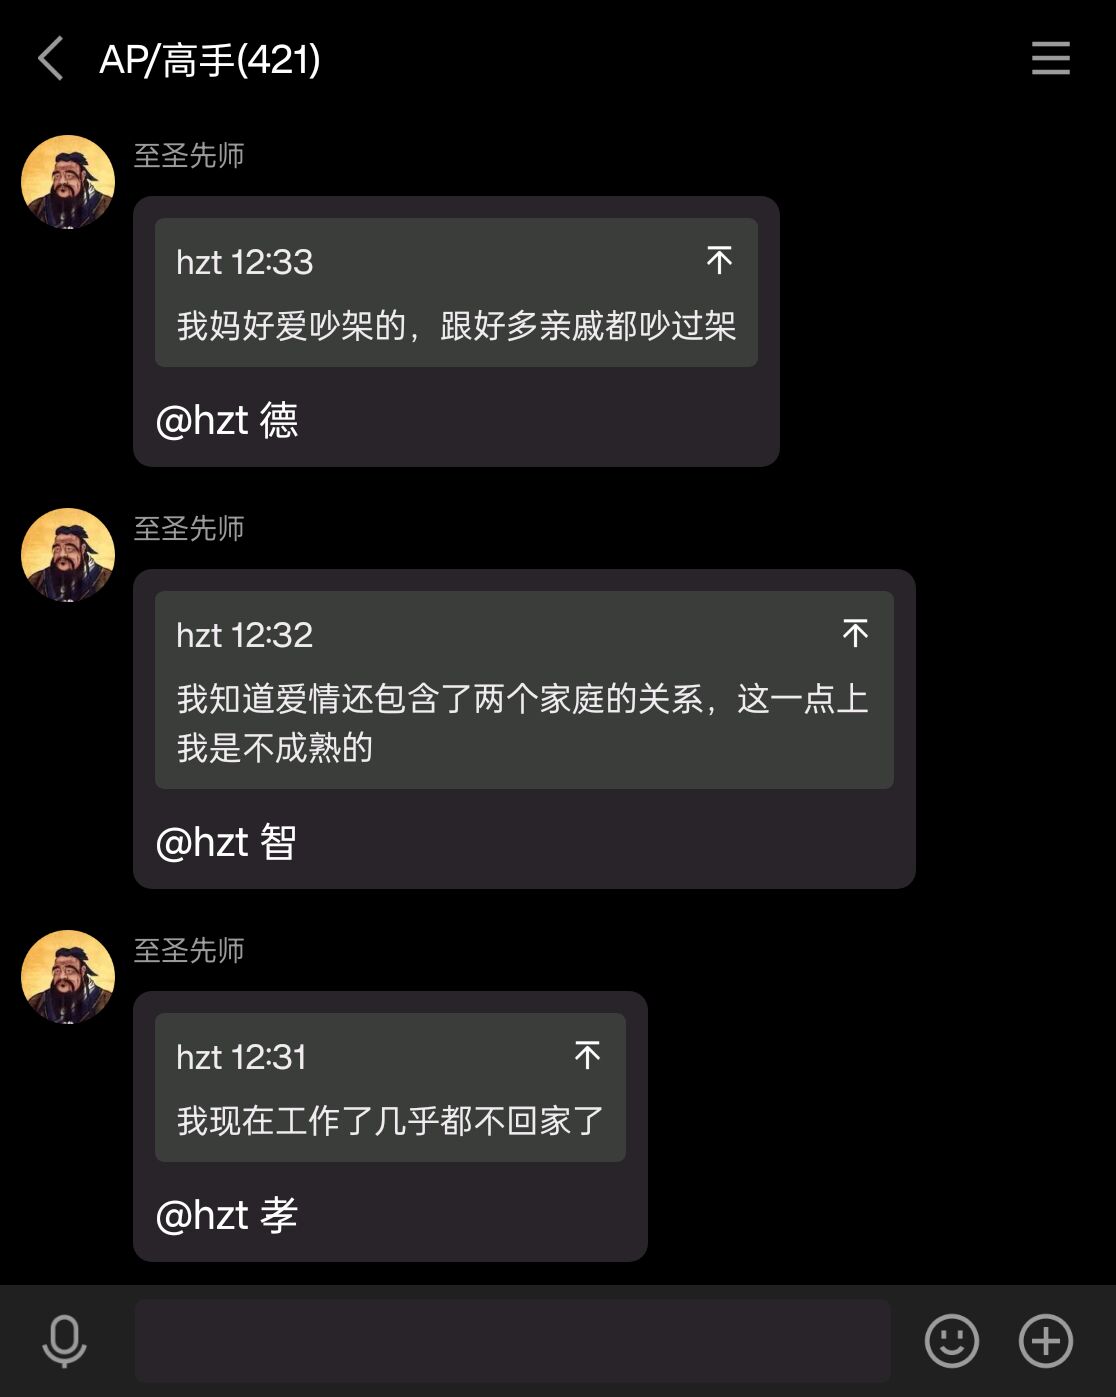 AP/高手(421)
至圣先师
hzt 12:33
我妈好爱吵架的，跟好多亲戚都吵过架
@hzt 德
至圣先师
hzt 12:32
我知道爱情还包含了两个家庭的关系，这一点上
我是不成熟的
@hzt 智
至圣先师
hzt 12:31
我现在工作了几乎都不回家了
@hzt 孝